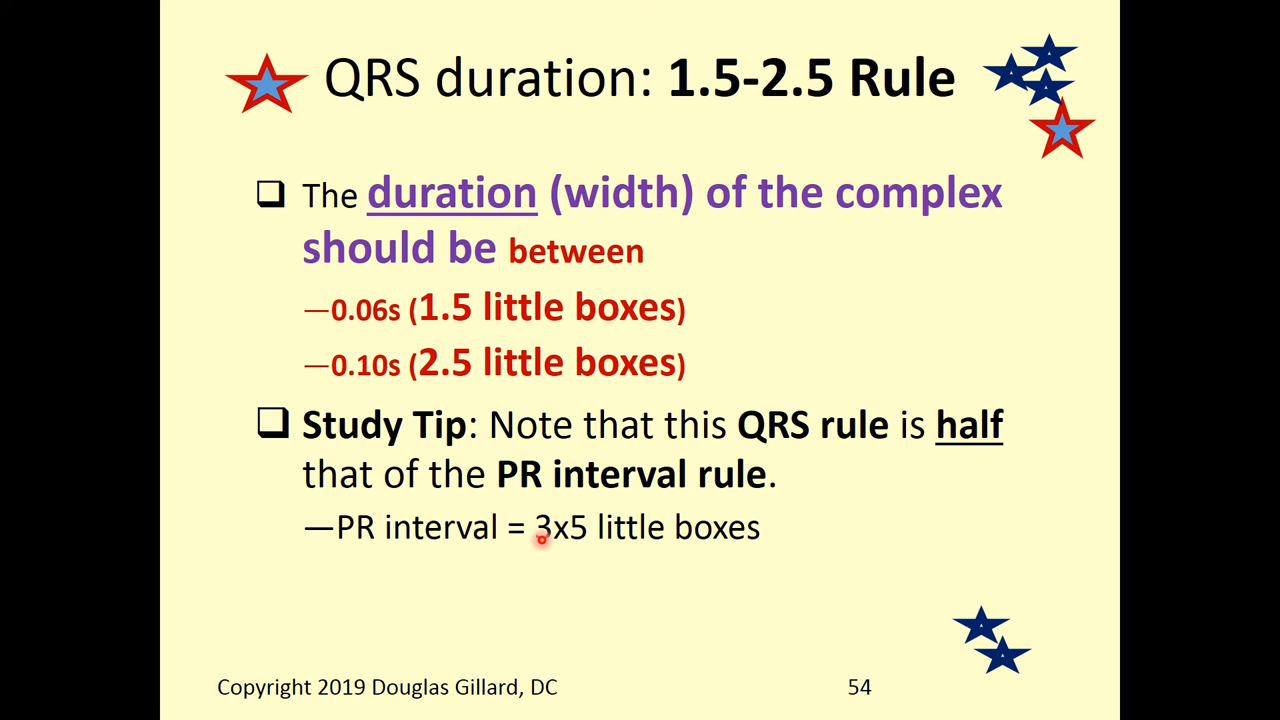 QRS duration: 1.5-2.5 Rule
The duration (width) of the complex
should be between
—0.06s (1.5 little boxes)
—0.10s (2.5 little boxes)
Study Tip: Note that this QRS rule is half
that of the PR interval rule.
—PR interval = 3x5 little boxes
Copyright 2019 Douglas Gillard, DC
54